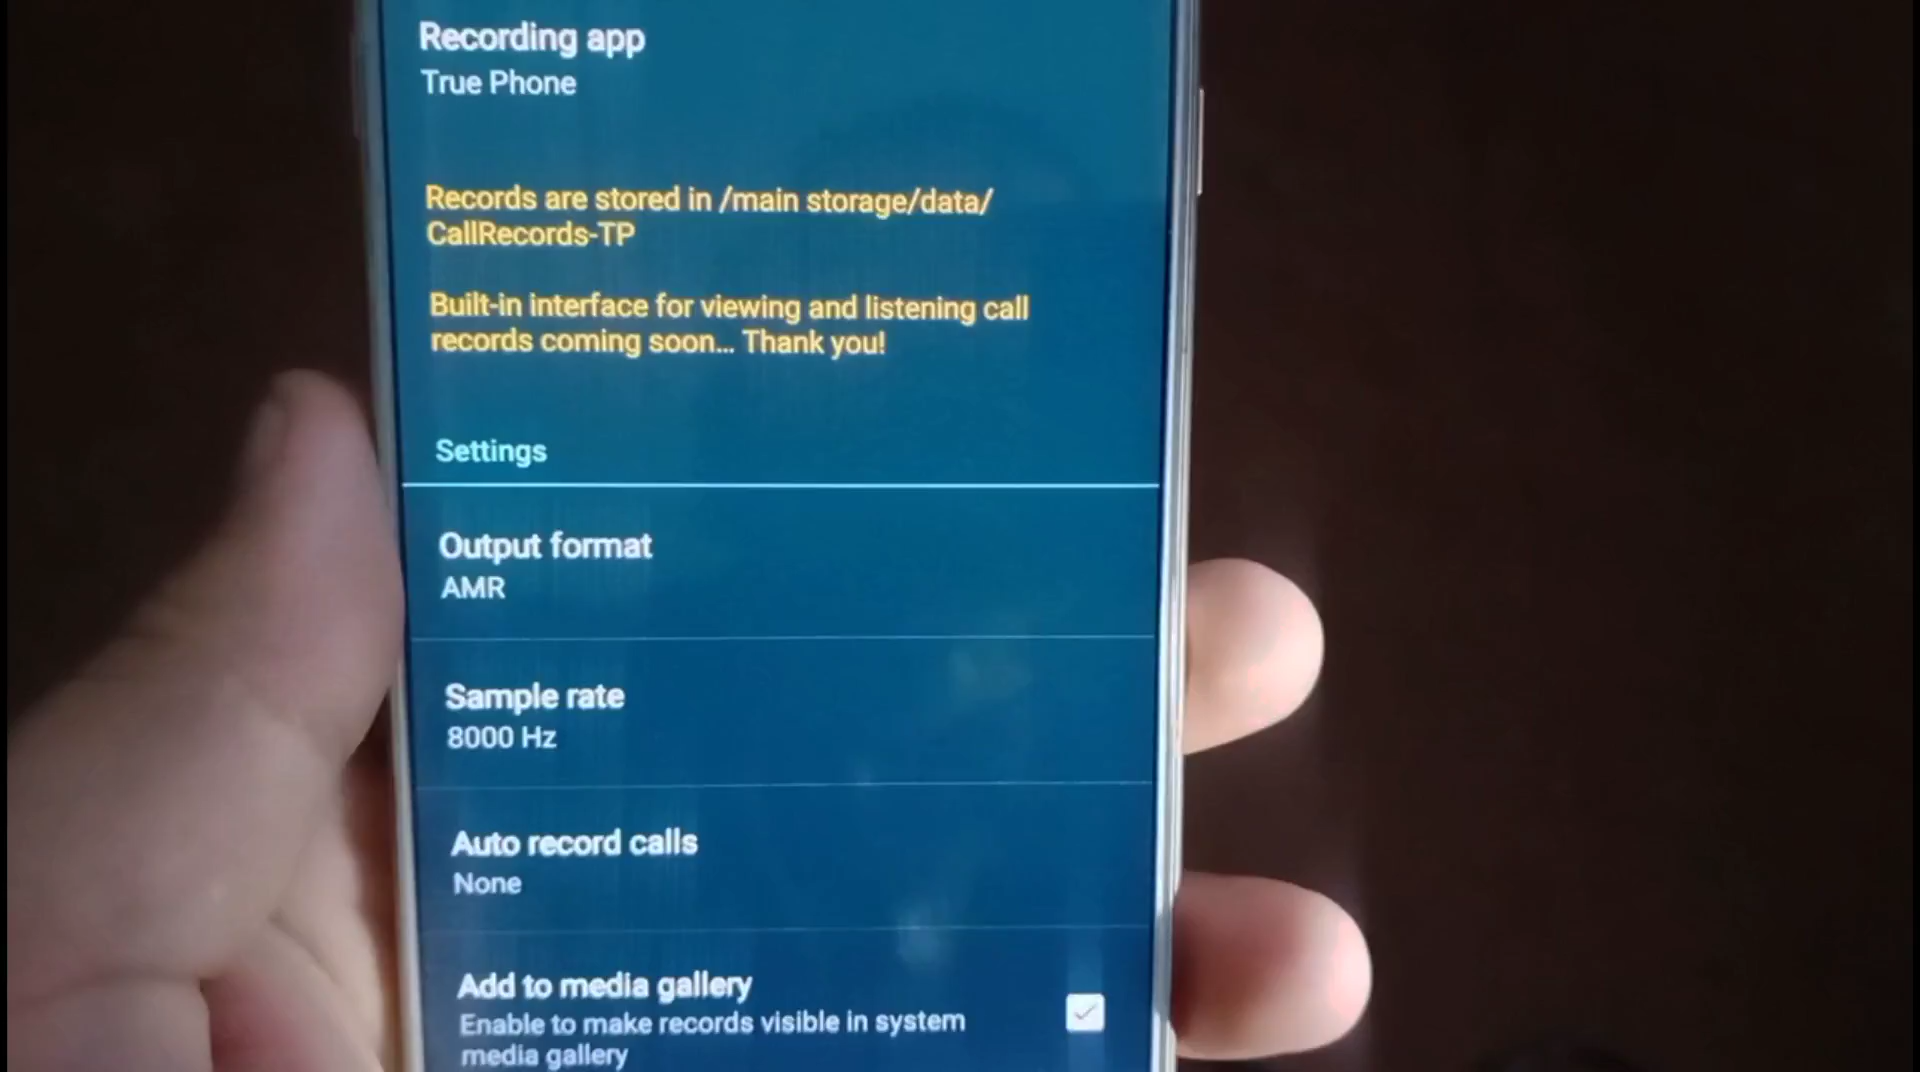 Recording app
True Phone
Records are stored in /main storage/data/
CallRecords-TP
Built-in interface for viewing and listening call
records coming soon... Thank you!
Settings
Output format
AMR
Sample rate
8000 Hz
Auto record calls
None
Add to media gallery
Enable to make records visible in system
media gallery